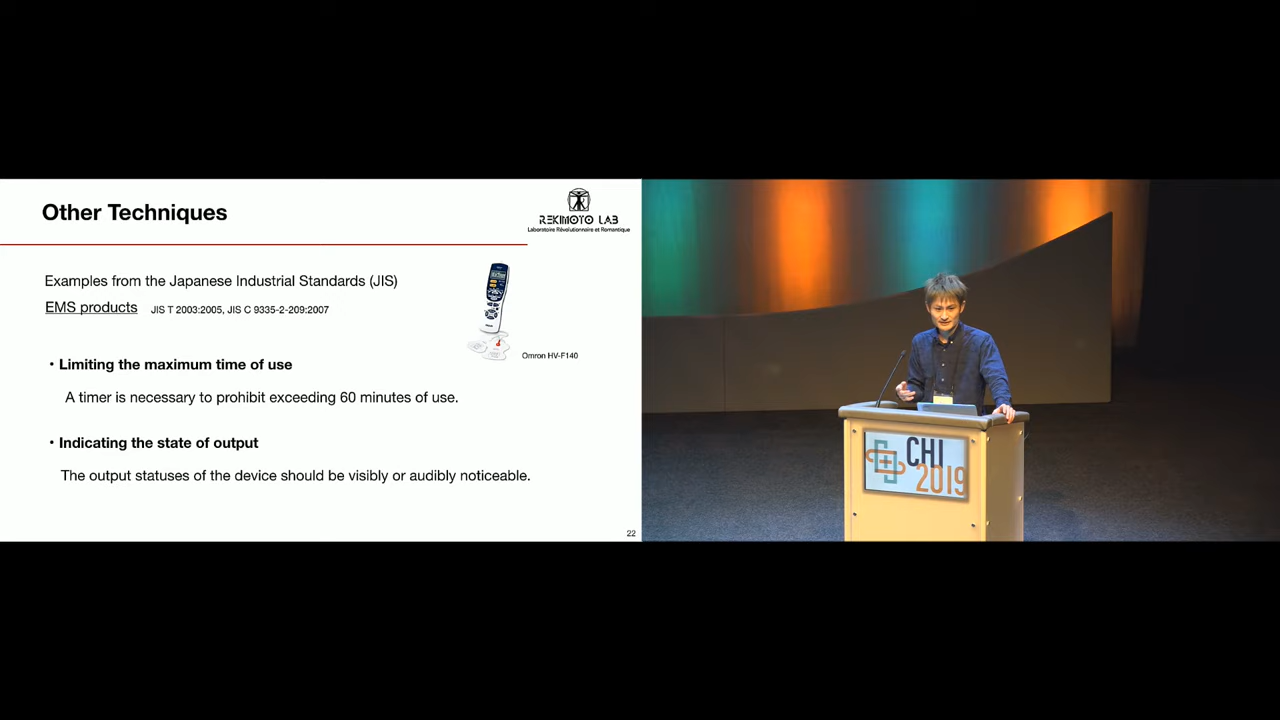 Other Techniques
REKIMOTO LAB
Laboratoire Révolutionnaire et Romantique
Examples from the Japanese Industrial Standards (JIS)
EMS products JIS T 2003:2005, JIS C 9335-2-209:2007
Omron HV-F140
• Limiting the maximum time of use
A timer is necessary to prohibit exceeding 60 minutes of use.
• Indicating the state of output
The output statuses of the device should be visibly or audibly noticeable.
22
CHI
2019